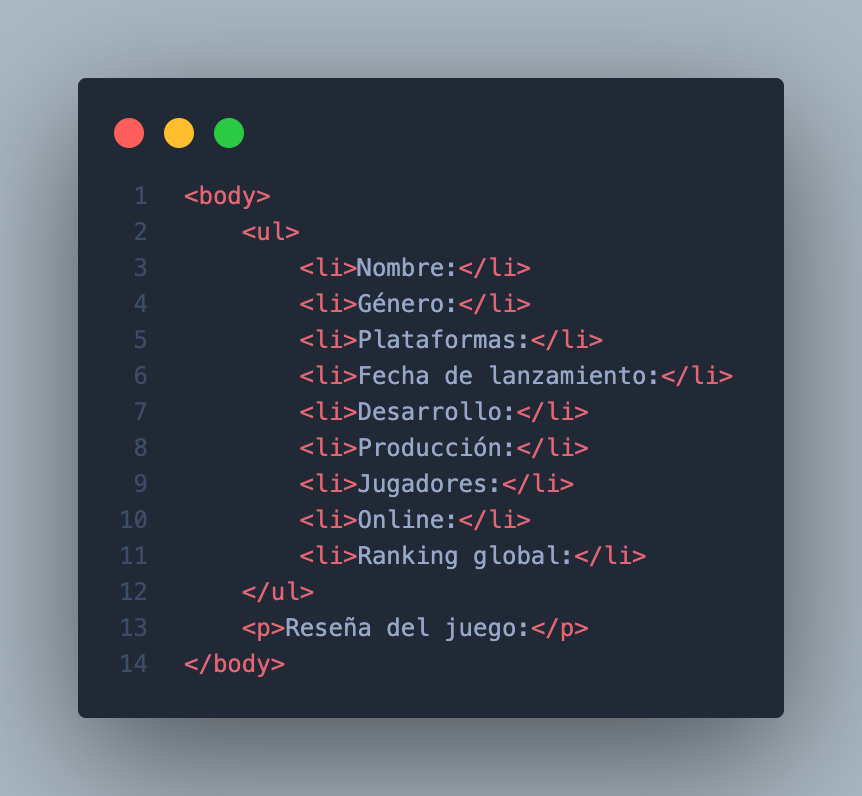 1 <body>
2 <ul>
3 <li>Nombre:</li>
4 <li>Género:</li>
5 <li>Plataformas:</li>
6 <li>Fecha de lanzamiento:</li>
7 <li>Desarrollo:</li>
8 <li>Producción:</li>
9 <li>Jugadores:</li>
10 <li>Online:</li>
11 <li>Ranking global:</li>
12 </ul>
13 <p>Reseña del juego:</p>
14 </body>